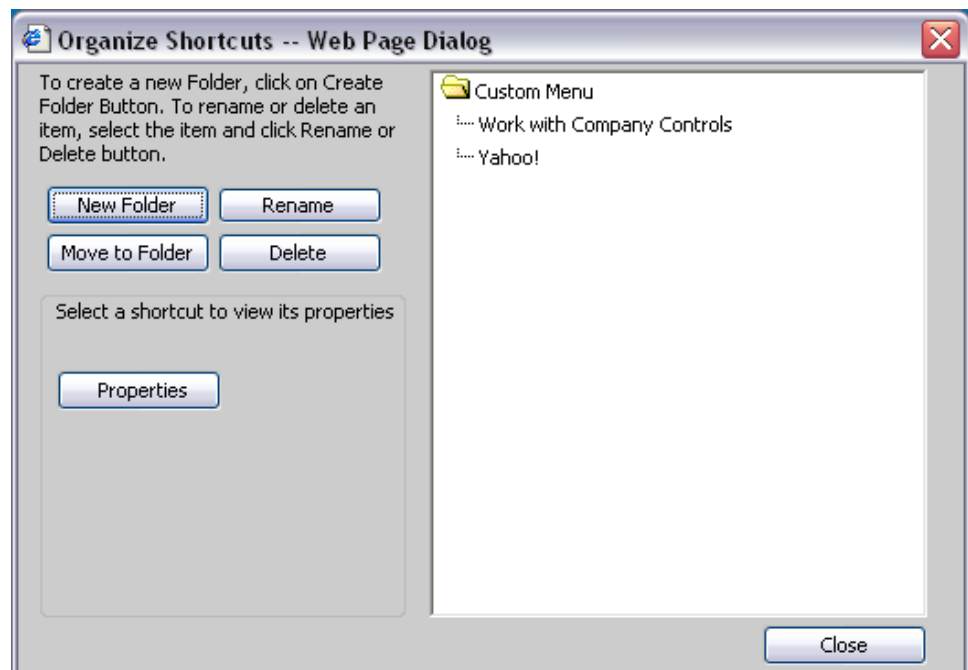 Organize Shortcuts -- Web Page Dialog
To create a new Folder, click on Create
Folder Button. To rename or delete an
item, select the item and click Rename or
Delete button.
New Folder
Rename
Move to Folder
Delete
Select a shortcut to view its properties
Properties
Custom Menu
Work with Company Controls
Yahoo!
Close